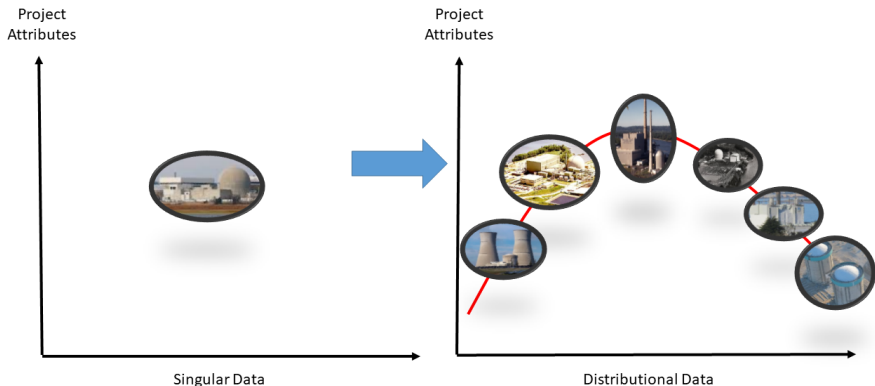 Project
Attributes
Project
Attributes
Singular Data
Distributional Data